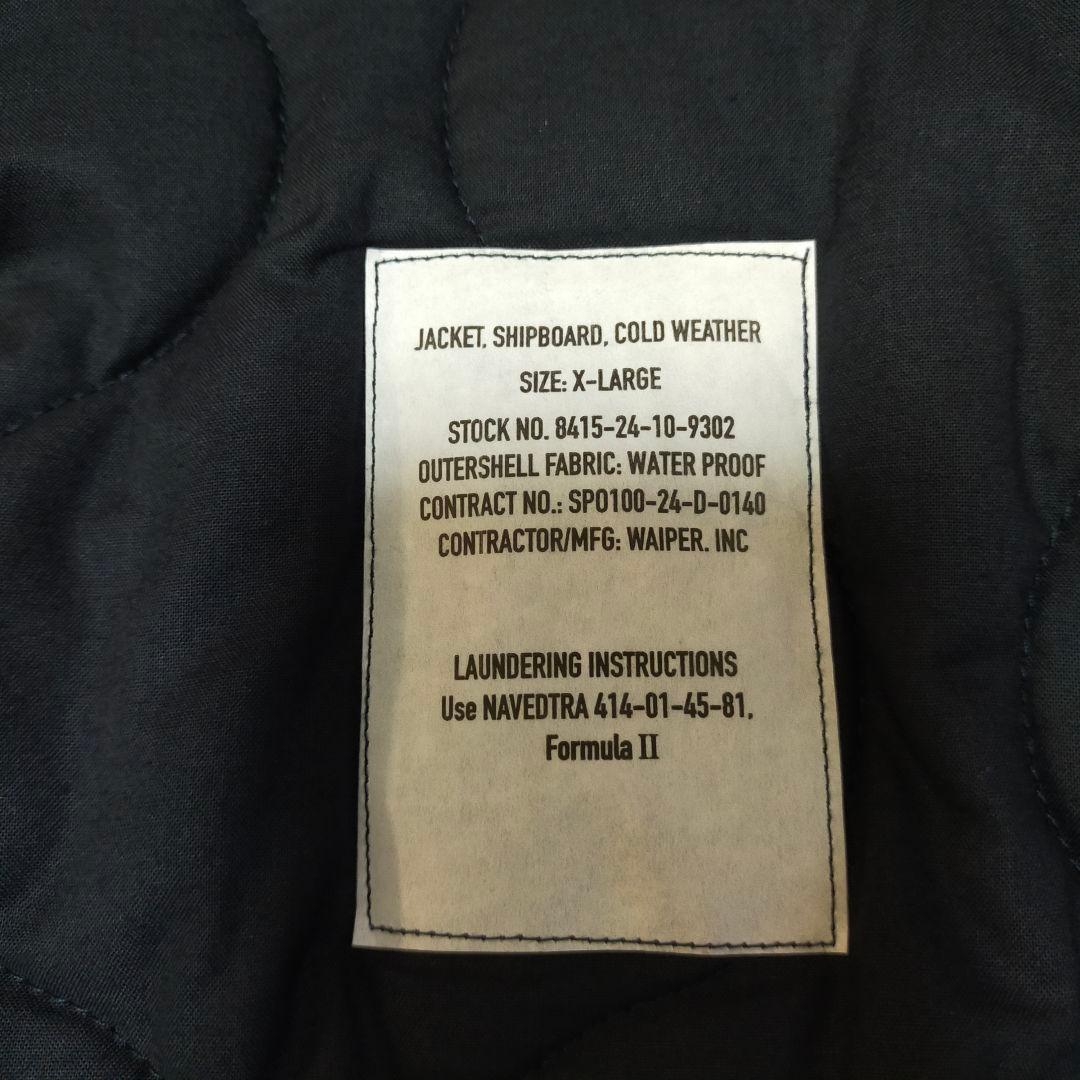 JACKET, SHIPBOARD, COLD WEATHER
SIZE: X-LARGE
STOCK NO. 8415-24-10-9302
OUTERSHELL FABRIC: WATER PROOF
CONTRACT NO.: SPO100-24-D-0140
CONTRACTOR/MFG: WAIPER. INC
LAUNDERING INSTRUCTIONS
Use NAVEDTRA 414-01-45-81,
Formula II